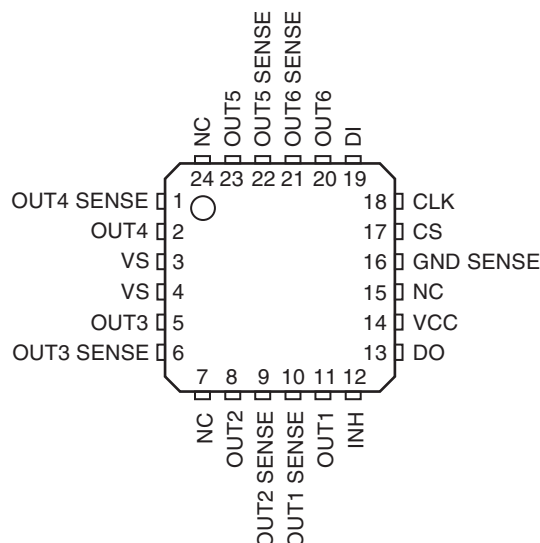 NC
OUT5
OUT5 SENSE
OUT6 SENSE
OUT6
DI
24 23 22 21 20 19
OUT4 SENSE 1
OUT4 2
VS 3
VS 4
OUT3 5
OUT3 SENSE 6
18 CLK
17 CS
16 GND SENSE
15 NC
14 VCC
13 DO
7 8 9 10 11 12
NC
OUT2
OUT2 SENSE
OUT1 SENSE
OUT1
INH